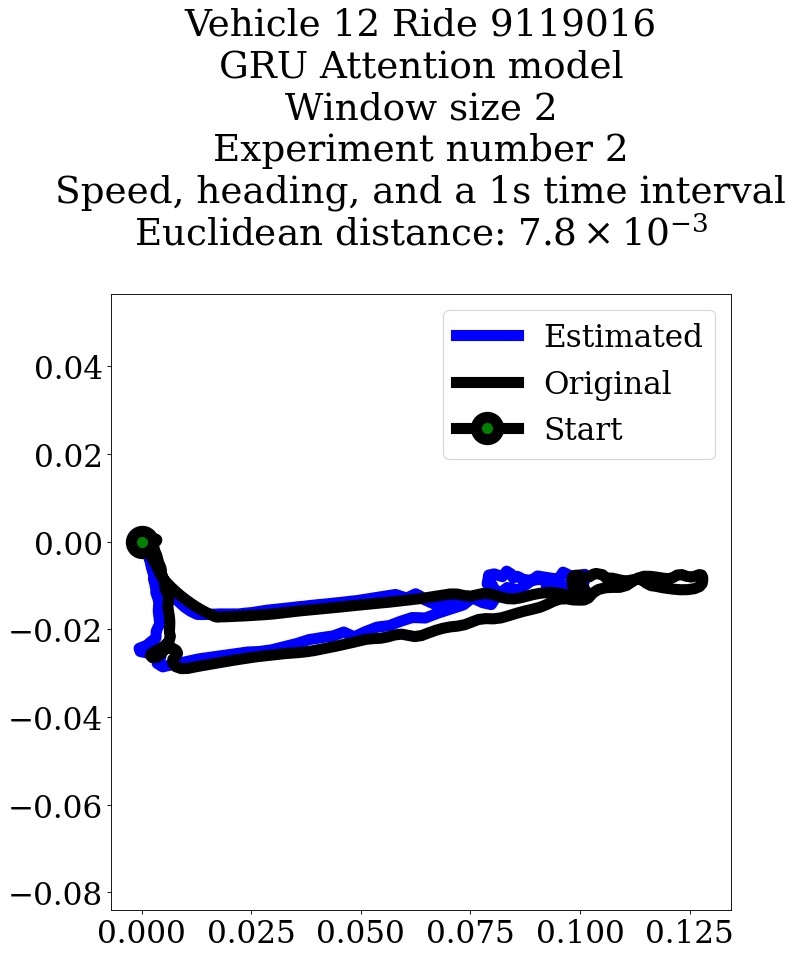 Vehicle 12 Ride 9119016
GRU Attention model
Window size 2
Experiment number 2
Speed, heading, and a 1s time interval
Euclidean distance: 7.8 × 10⁻³
Estimated
Original
Start
0.04
0.02
0.00
−0.02
−0.04
−0.06
−0.08
0.000 0.025 0.050 0.075 0.100 0.125